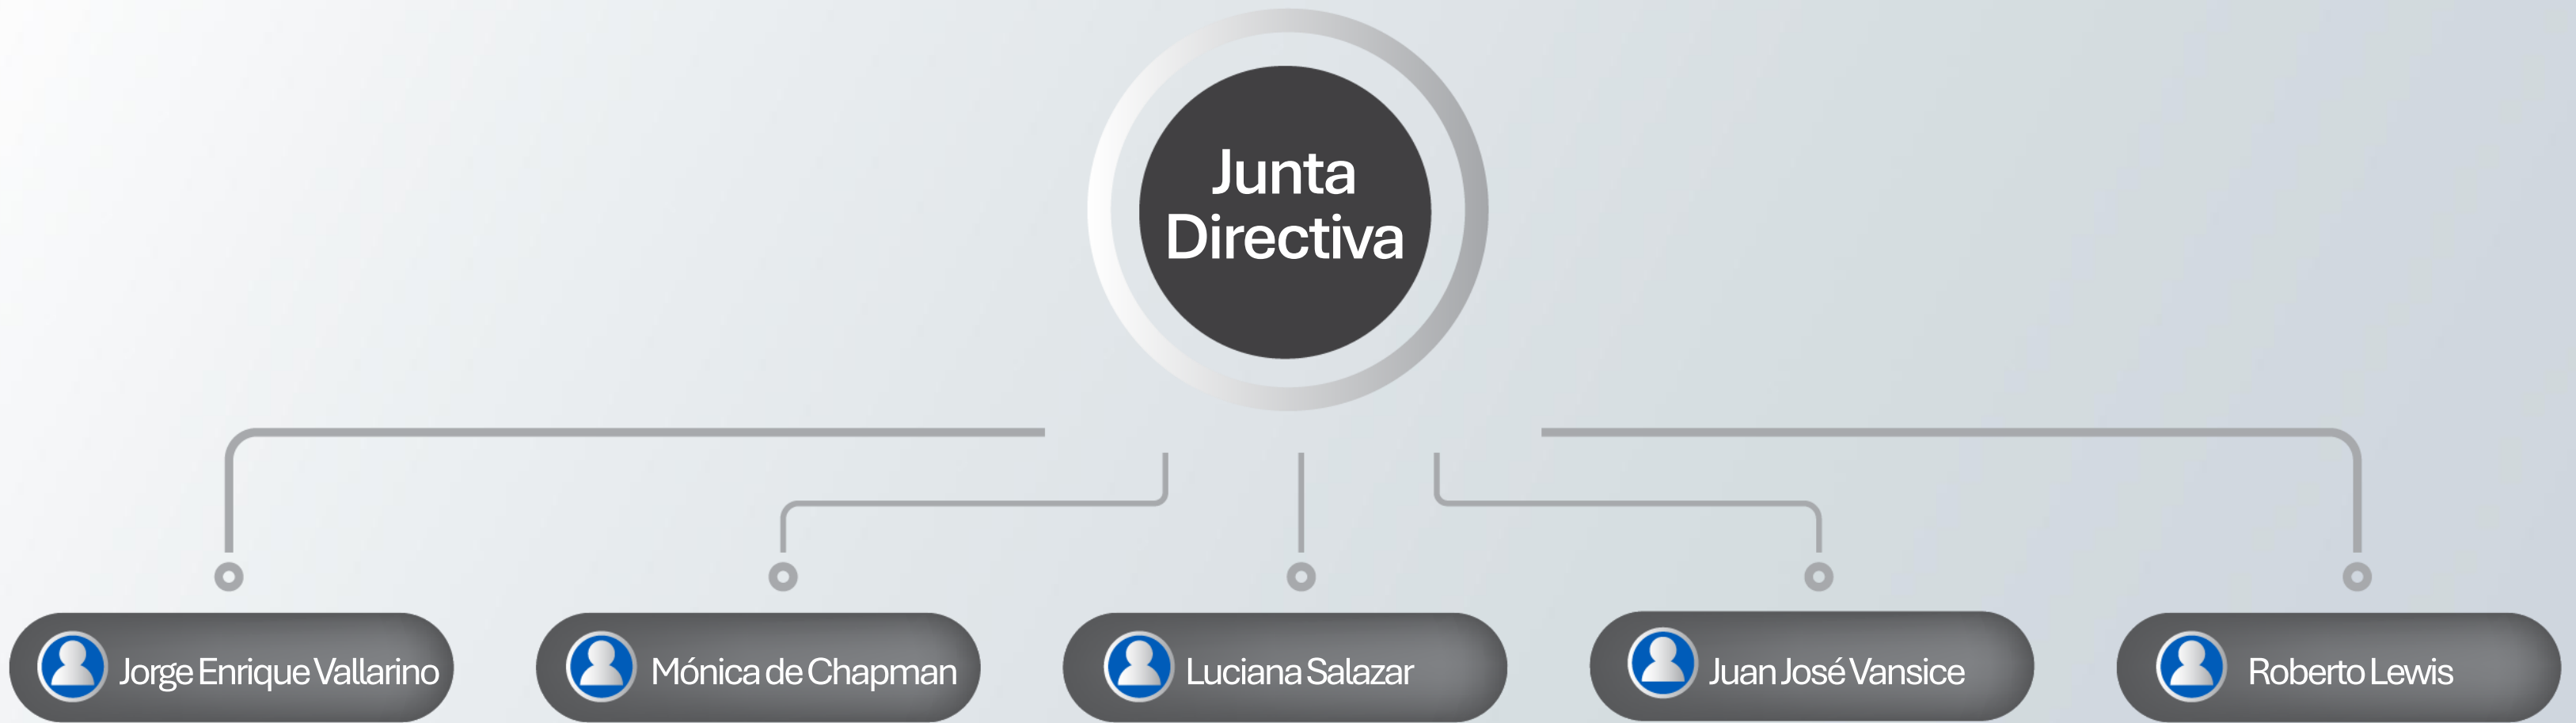 Junta
Directiva
Jorge Enrique Vallarino
Mónica de Chapman
Luciana Salazar
Juan José Vansice
Roberto Lewis